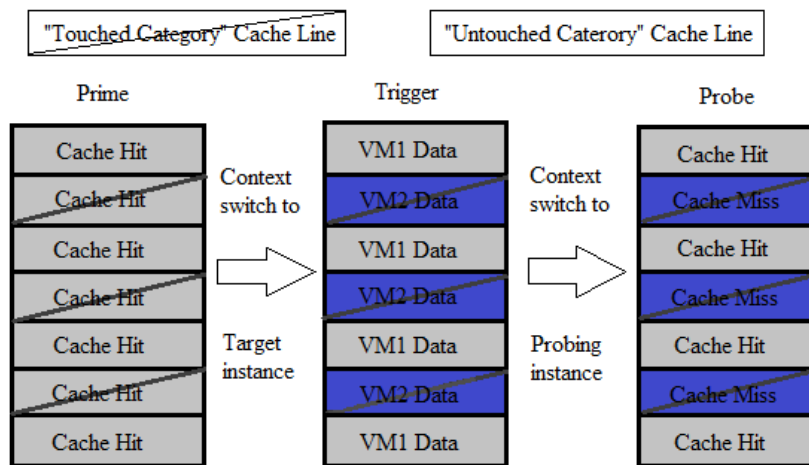 "Touched Category" Cache Line
"Untouched Caterory" Cache Line
Prime
Trigger
Probe
Cache Hit
Cache Hit
Cache Hit
Cache Hit
Cache Hit
Cache Hit
Cache Hit
Context
switch to
Target
instance
VM1 Data
VM2 Data
VM1 Data
VM2 Data
VM1 Data
VM2 Data
VM1 Data
Context
switch to
Probing
instance
Cache Hit
Cache Miss
Cache Hit
Cache Miss
Cache Hit
Cache Miss
Cache Hit